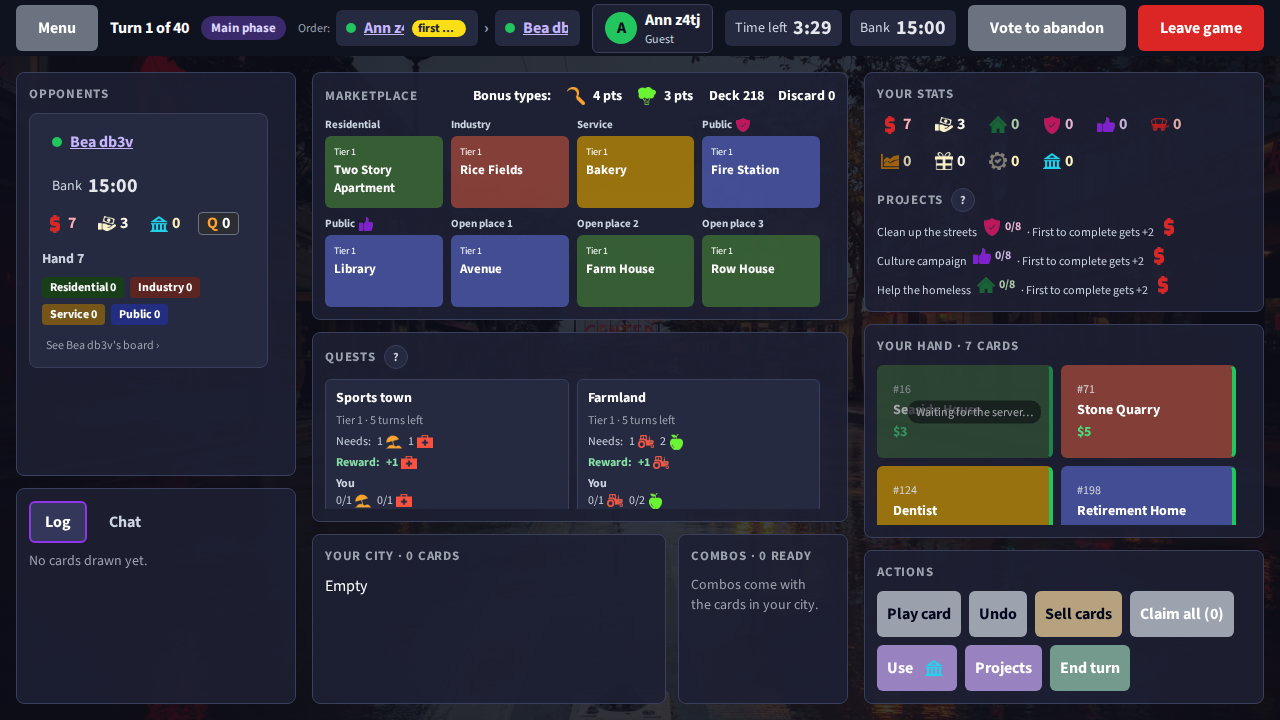 Menu
Turn 1 of 40
Main phase
Order:
Ann z4
first ...
›
Bea db
A
Ann z4tj
Guest
Time left 3:29
Bank 15:00
Vote to abandon
Leave game
OPPONENTS
Bea db3v
Bank 15:00
7
3
0
Q 0
Hand 7
Residential 0
Industry 0
Service 0
Public 0
See Bea db3v's board ›
Log
Chat
No cards drawn yet.
MARKETPLACE
Bonus types:
4 pts
3 pts
Deck 218
Discard 0
Residential
Industry
Service
Public
Tier 1
Two Story Apartment
Tier 1
Rice Fields
Tier 1
Bakery
Tier 1
Fire Station
Public
Open place 1
Open place 2
Open place 3
Tier 1
Library
Tier 1
Avenue
Tier 1
Farm House
Tier 1
Row House
QUESTS ?
Sports town
Tier 1 · 5 turns left
Needs: 1 1
Reward: +1
You
0/1 0/1
Farmland
Tier 1 · 5 turns left
Needs: 1 2
Reward: +1
You
0/1 0/2
YOUR CITY · 0 CARDS
Empty
COMBOS · 0 READY
Combos come with
the cards in your city.
YOUR STATS
7 3 0 0 0 0
0 0 0 0
PROJECTS ?
Clean up the streets 0/8 · First to complete gets +2
Culture campaign 0/8 · First to complete gets +2
Help the homeless 0/8 · First to complete gets +2
YOUR HAND · 7 CARDS
#16
Waiting for the server...
$3
#71
Stone Quarry
$5
#124
Dentist
#198
Retirement Home
ACTIONS
Play card
Undo
Sell cards
Claim all (0)
Use
Projects
End turn